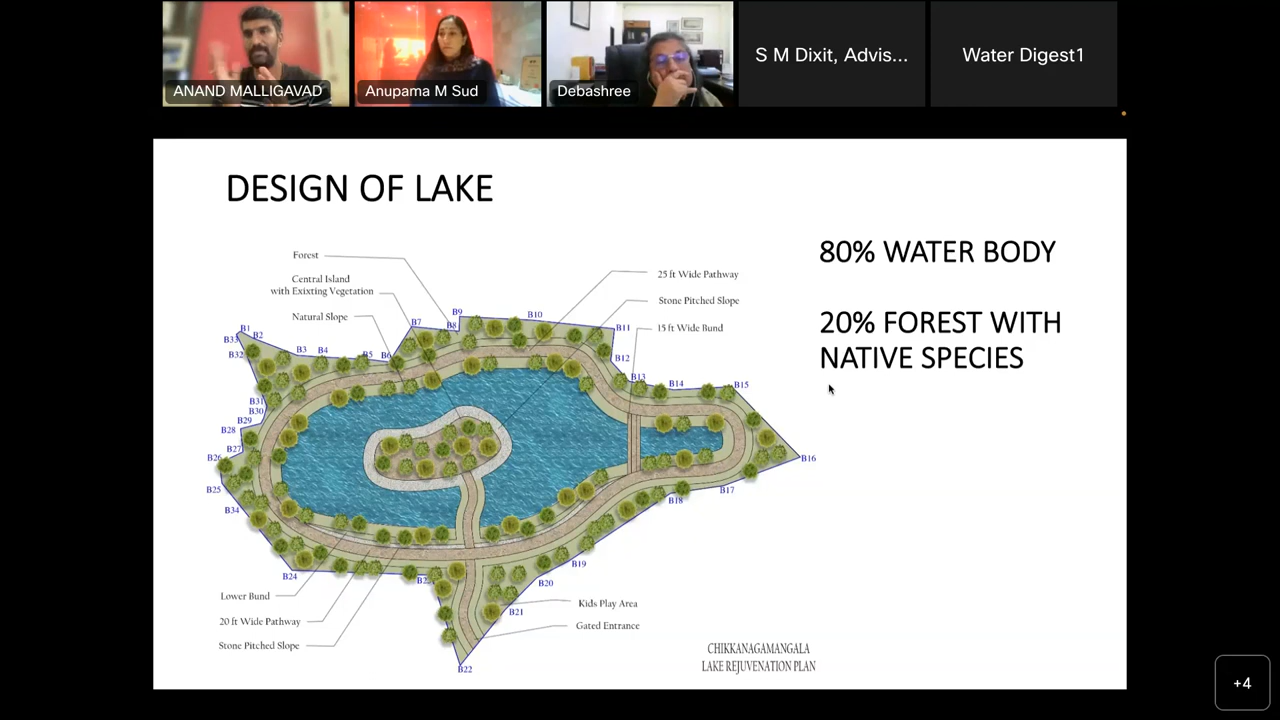 ANAND MALLIGAVAD
Anupama M Sud
Debashree
S M Dixit, Advis...
Water Digest1
DESIGN OF LAKE
80% WATER BODY
20% FOREST WITH
NATIVE SPECIES
Forest
Central Island
with Exixting Vegetation
Natural Slope
25 ft Wide Pathway
Stone Pitched Slope
15 ft Wide Bund
B1
B2
B3
B4
B5
B6
B7
B8
B9
B10
B11
B12
B13
B14
B15
B16
B17
B18
B19
B20
B21
B22
B24
B34
B25
B26
B27
B28
B29
B30
B31
B32
B33
Lower Bund
20 ft Wide Pathway
Stone Pitched Slope
Kids Play Area
Gated Entrance
CHIKKANAGAMANGALA
LAKE REJUVENATION PLAN
+4